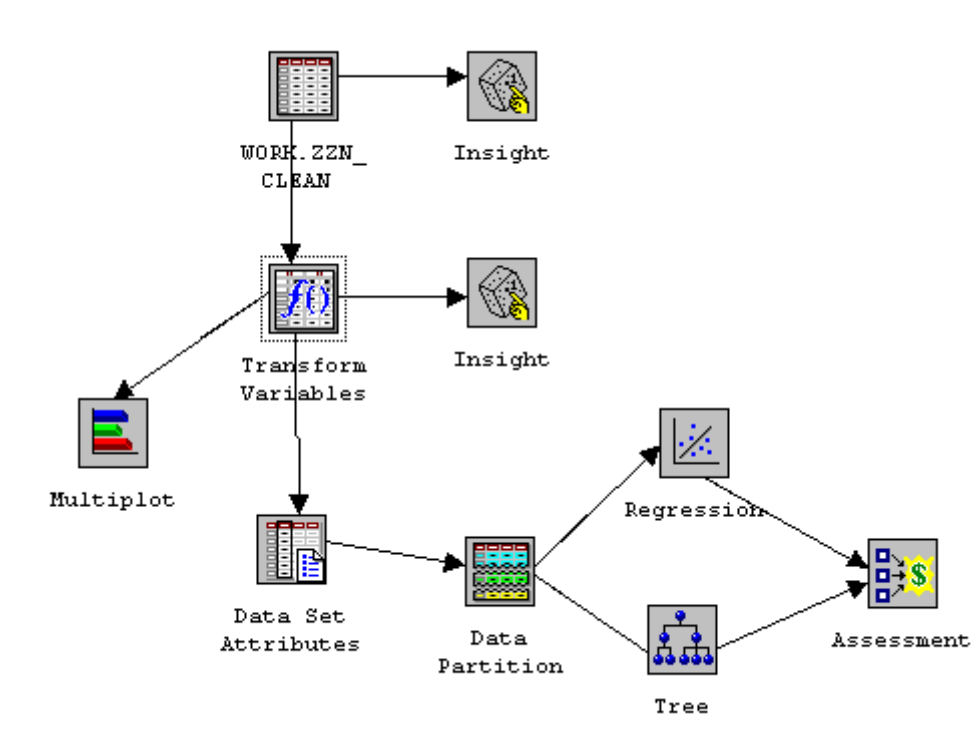 WORK.ZZN_
CLEAN
Insight
Transform
Variables
Insight
Multiplot
Regression
Data Set
Attributes
Data
Partition
Assessment
Tree